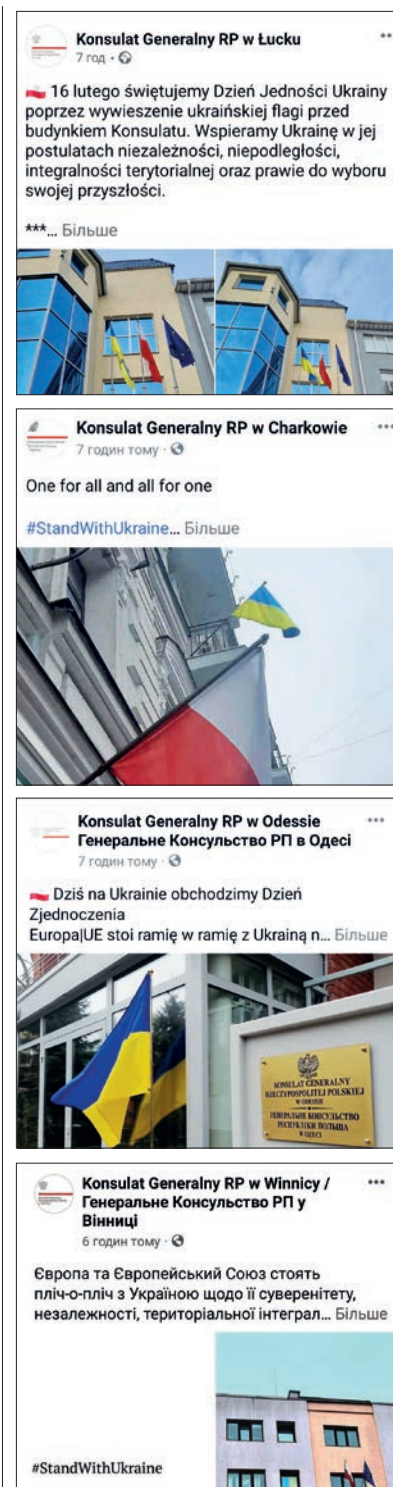 Konsulat Generalny RP w Łucku
7 год ·
16 lutego świętujemy Dzień Jedności Ukrainy
poprzez wywieszenie ukraińskiej flagi przed
budynkiem Konsulatu. Wspieramy Ukrainę w jej
postulatach niezależności, niepodległości,
integralności terytorialnej oraz prawie do wyboru
swojej przyszłości.
***... Більше
Konsulat Generalny RP w Charkowie
7 годин тому ·
One for all and all for one
#StandWithUkraine... Більше
Konsulat Generalny RP w Odessie
Генеральне Консульство РП в Одесі
7 годин тому ·
Dziś na Ukrainie obchodzimy Dzień
Zjednoczenia
Europa|UE stoi ramię w ramię z Ukrainą n... Більше
KONSULAT GENERALNY
RZECZYPOSPOLITEJ POLSKIEJ
W ODESSIE
ГЕНЕРАЛЬНЕ КОНСУЛЬСТВО
РЕСПУБЛІКИ ПОЛЬЩА
В ОДЕСІ
Konsulat Generalny RP w Winnicy /
Генеральне Консульство РП у
Вінниці
6 годин тому ·
Європа та Європейський Союз стоять
пліч-о-пліч з Україною щодо її суверенітету,
незалежності, територіальної інтеграл... Більше
#StandWithUkraine